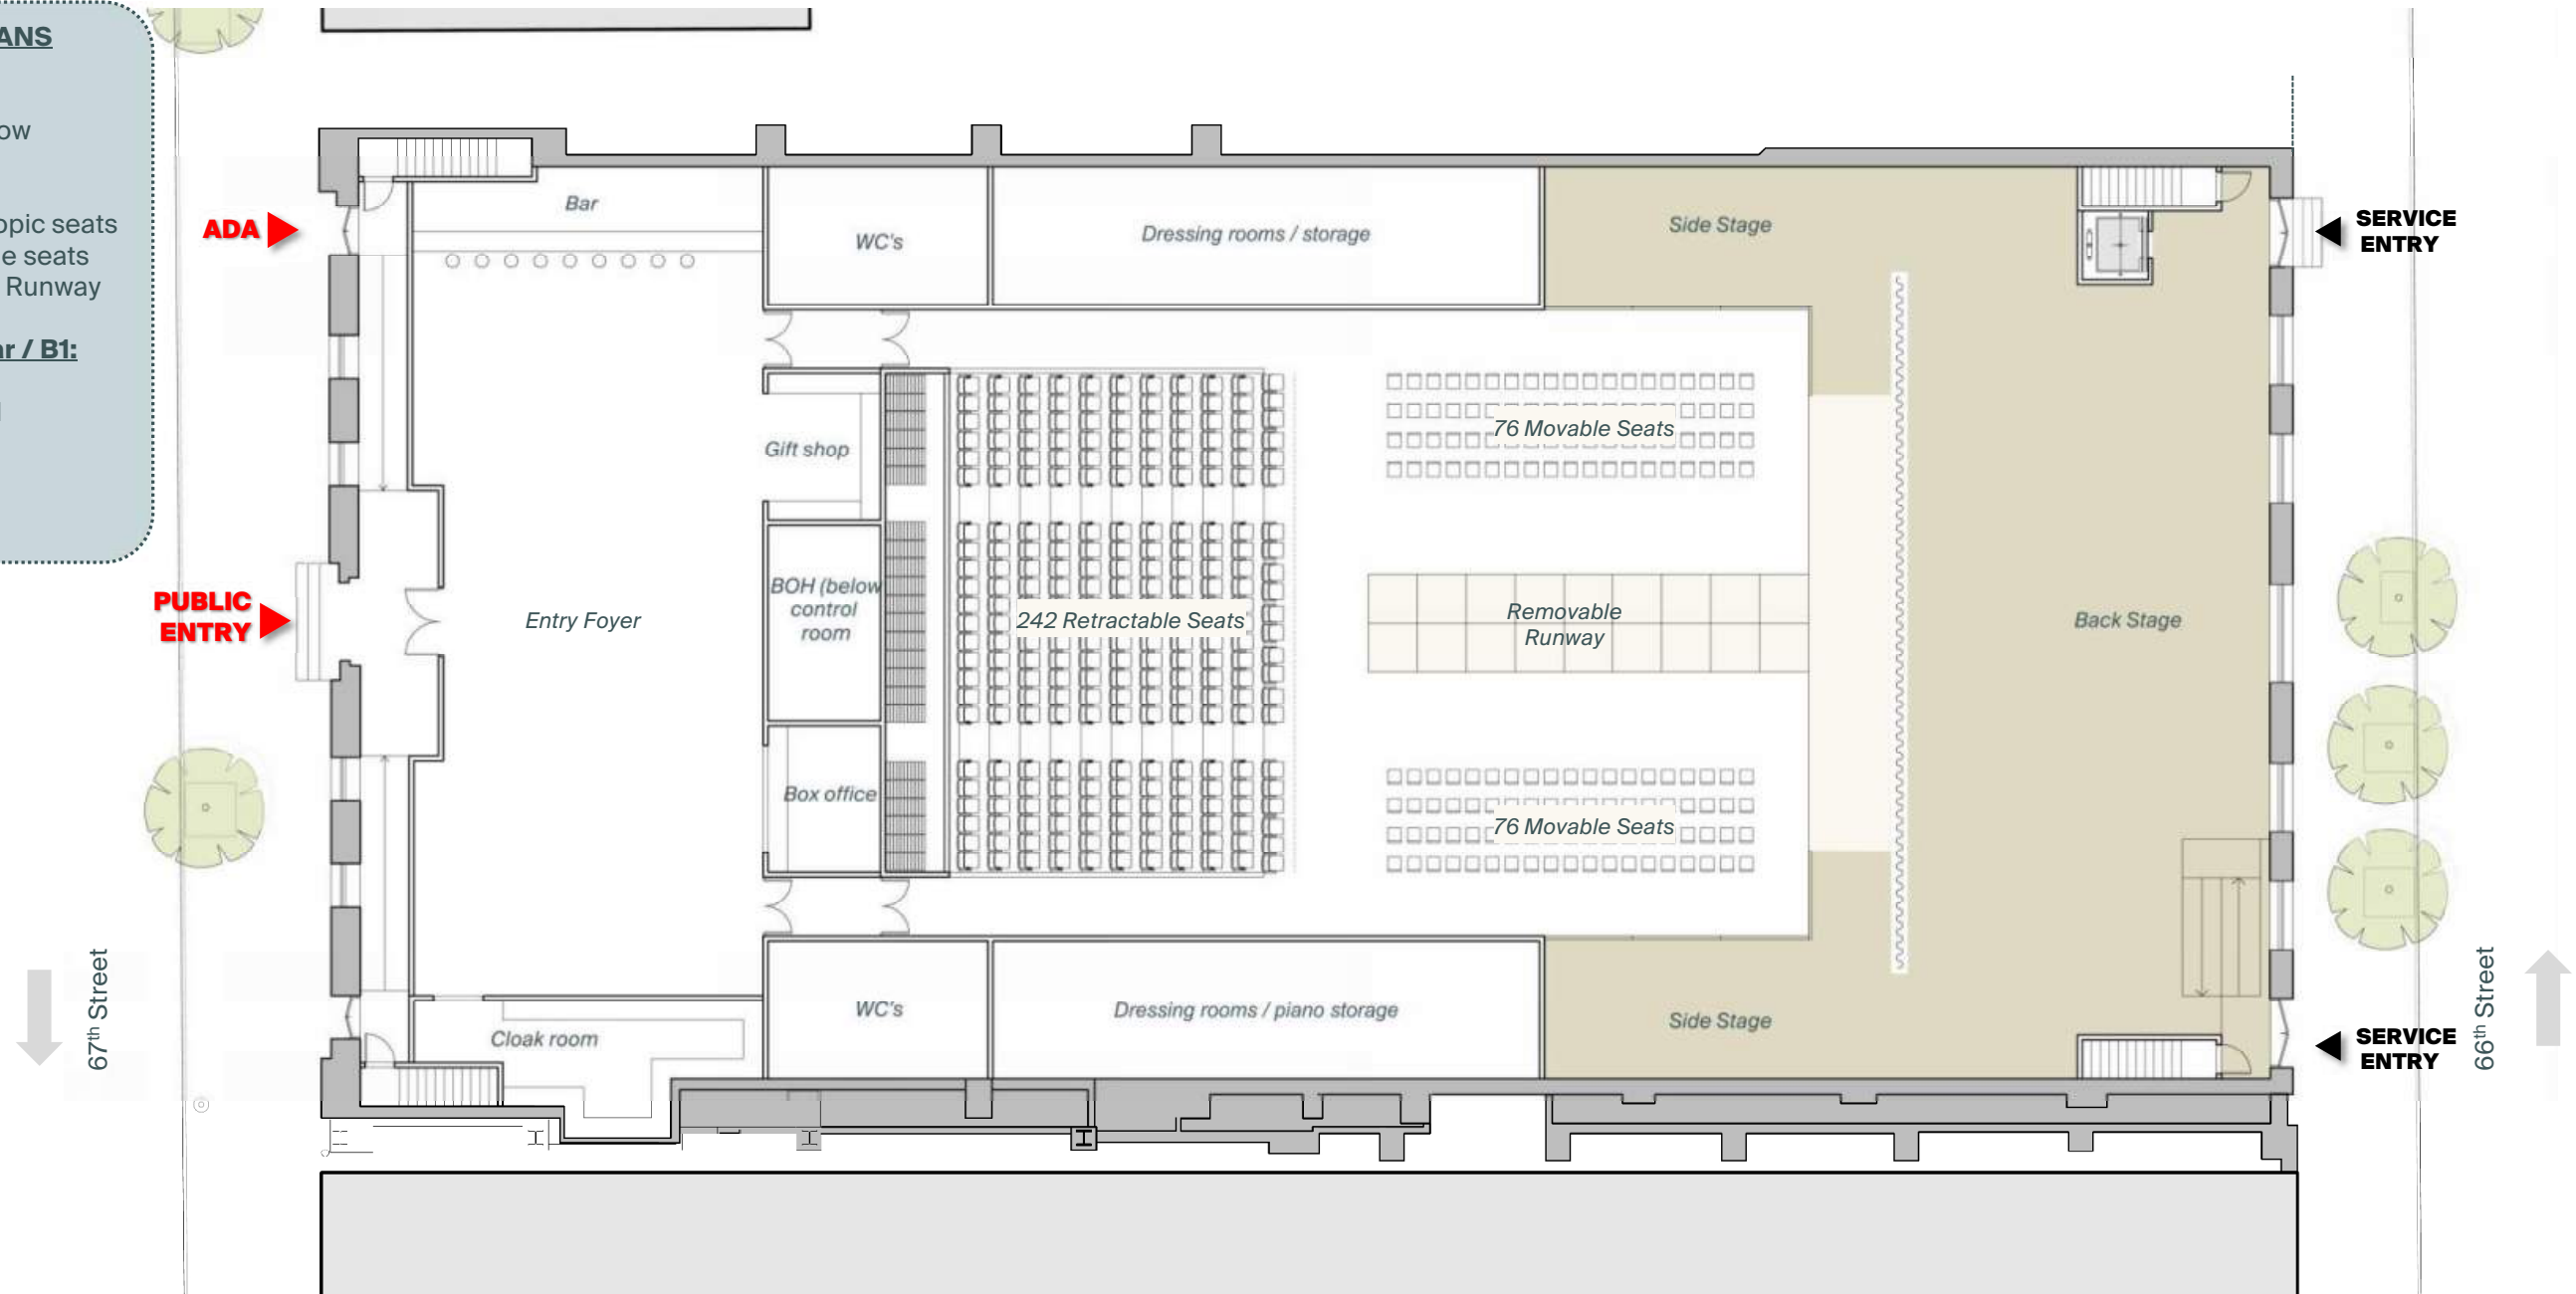 ow
seats
seats
Runway
B1:
ADA
PUBLIC
ENTRY
67th Street
Bar
WC's
Dressing rooms / storage
Side Stage
SERVICE
ENTRY
Gift shop
76 Movable Seats
BOH (below
control
room
Entry Foyer
242 Retractable Seats
Removable
Runway
Back Stage
Box office
76 Movable Seats
Cloak room
WC's
Dressing rooms / piano storage
Side Stage
SERVICE
ENTRY
66th Street